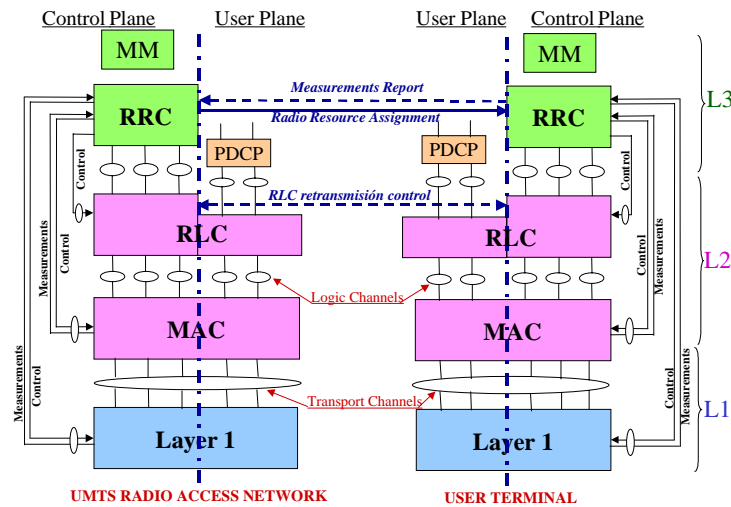 Control Plane
User Plane
User Plane
Control Plane
MM
MM
Measurements Report
RRC
RRC
Radio Resource Assignment
L3
PDCP
PDCP
Control
Control
RLC retransmisión control
RLC
RLC
Measurements
Control
Control
Measurements
L2
Logic Channels
MAC
MAC
Measurements
Control
Control
Measurements
Transport Channels
L1
Layer 1
Layer 1
UMTS RADIO ACCESS NETWORK
USER TERMINAL